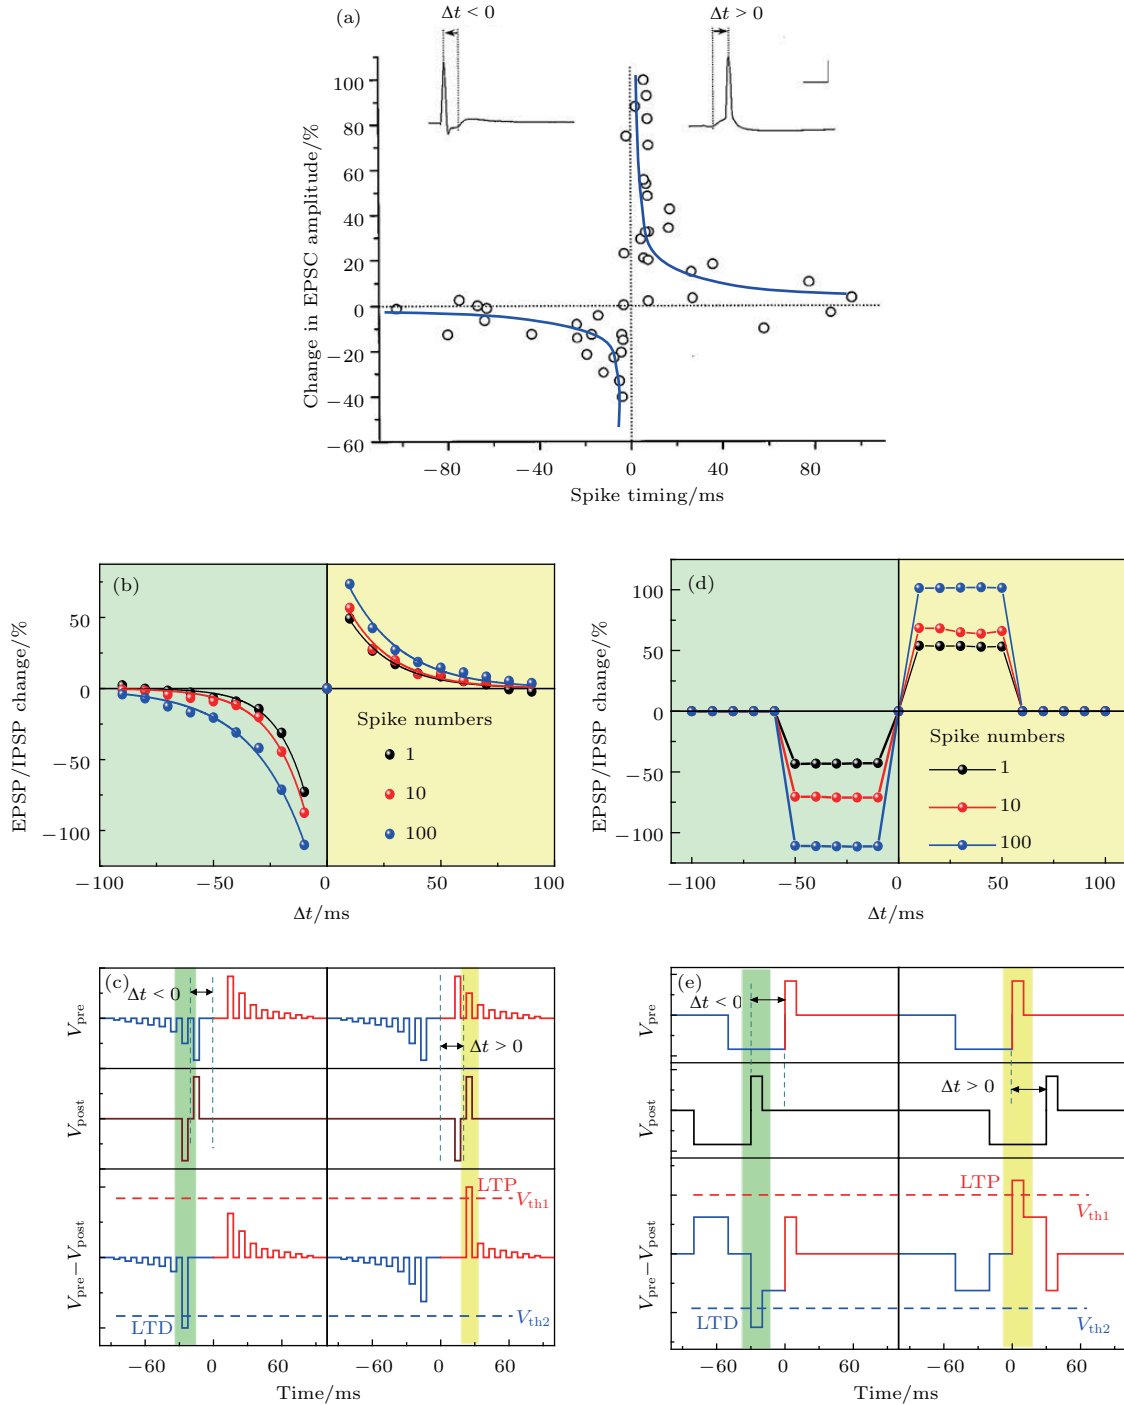 (a)
Δt < 0
Δt > 0
Change in EPSC amplitude/%
100
80
60
40
20
0
−20
−40
−60
−80
−40
0
40
80
Spike timing/ms
(b)
EPSP/IPSP change/%
50
0
−50
−100
Spike numbers
1
10
100
−100
−50
0
50
100
Δt/ms
(d)
EPSP/IPSP change/%
100
50
0
−50
−100
Spike numbers
1
10
100
−100
−50
0
50
100
Δt/ms
(c)
Δt < 0
Δt > 0
Vpre
Vpost
Vpre−Vpost
LTP
Vth1
LTD
Vth2
−60
0
60
0
60
Time/ms
(e)
Δt < 0
Δt > 0
Vpre
Vpost
Vpre−Vpost
LTP
Vth1
LTD
Vth2
−60
0
60
0
60
Time/ms